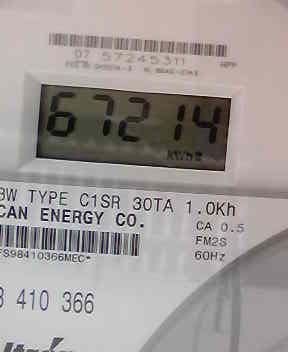 07 57245311
67214
kWh
3W TYPE C1SR 30TA 1.0Kh
CAN ENERGY CO.
CA 0.5
FM2S
60Hz
FS98410366MEC*
410 366